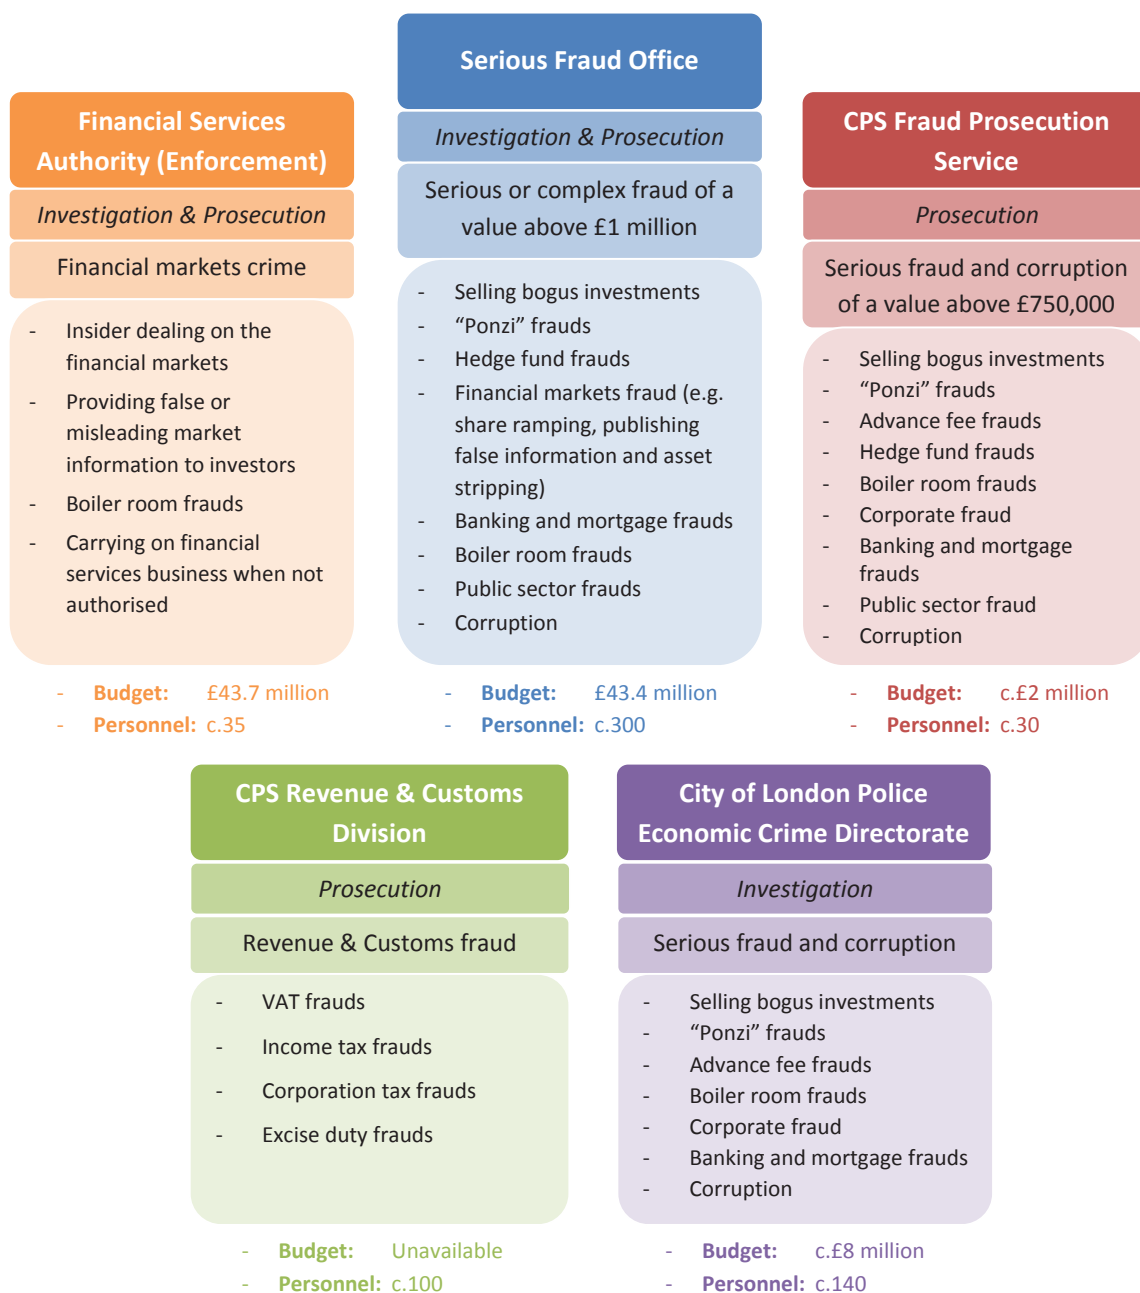 Serious Fraud Office
Investigation & Prosecution
Serious or complex fraud of a
value above £1 million
- Selling bogus investments
- “Ponzi” frauds
- Hedge fund frauds
- Financial markets fraud (e.g.
share ramping, publishing
false information and asset
stripping)
- Banking and mortgage frauds
- Boiler room frauds
- Public sector frauds
- Corruption
- Budget: £43.4 million
- Personnel: c.300
Financial Services
Authority (Enforcement)
Investigation & Prosecution
Financial markets crime
- Insider dealing on the
financial markets
- Providing false or
misleading market
information to investors
- Boiler room frauds
- Carrying on financial
services business when not
authorised
- Budget: £43.7 million
- Personnel: c.35
CPS Fraud Prosecution
Service
Prosecution
Serious fraud and corruption
of a value above £750,000
- Selling bogus investments
- “Ponzi” frauds
- Advance fee frauds
- Hedge fund frauds
- Boiler room frauds
- Corporate fraud
- Banking and mortgage
frauds
- Public sector fraud
- Corruption
- Budget: c.£2 million
- Personnel: c.30
CPS Revenue & Customs
Division
Prosecution
Revenue & Customs fraud
- VAT frauds
- Income tax frauds
- Corporation tax frauds
- Excise duty frauds
- Budget: Unavailable
- Personnel: c.100
City of London Police
Economic Crime Directorate
Investigation
Serious fraud and corruption
- Selling bogus investments
- “Ponzi” frauds
- Advance fee frauds
- Boiler room frauds
- Corporate fraud
- Banking and mortgage frauds
- Corruption
- Budget: c.£8 million
- Personnel: c.140